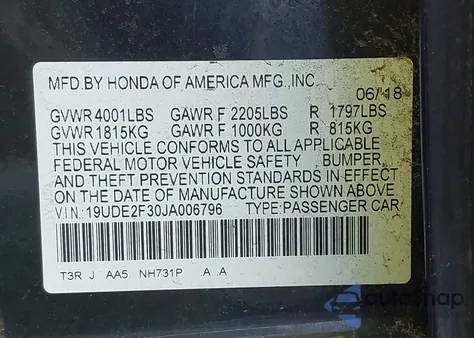 MFD.BY HONDA OF AMERICA MFG.,INC 06/18
GVWR 4001LBS GAWR F 2205LBS R 1797LBS
GVWR 1815KG GAWR F 1000KG R 815KG
THIS VEHICLE CONFORMS TO ALL APPLICABLE
FEDERAL MOTOR VEHICLE SAFETY , BUMPER,
AND THEFT PREVENTION STANDARDS IN EFFECT
ON THE DATE OF MANUFACTURE SHOWN ABOVE.
VIN:19UDE2F30JA006796 TYPE:PASSENGER CAR
T3R J AA5 NH731P A A
autoSnap